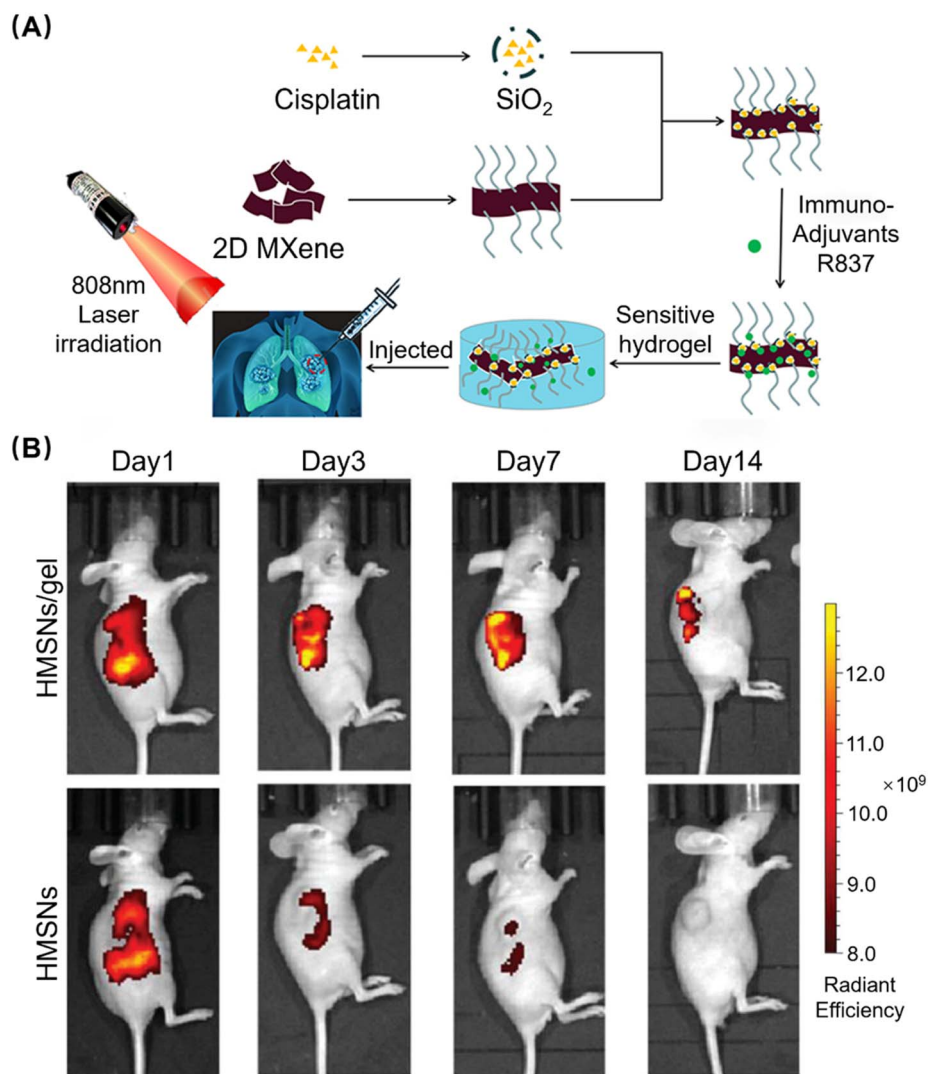 (A)
Cisplatin
SiO₂
2D MXene
Immuno-
Adjuvants
R837
808nm
Laser
irradiation
Injected
Sensitive
hydrogel
(B)
Day1
Day3
Day7
Day14
HMSNs/gel
HMSNs
12.0
11.0
×10⁹
10.0
9.0
8.0
Radiant
Efficiency